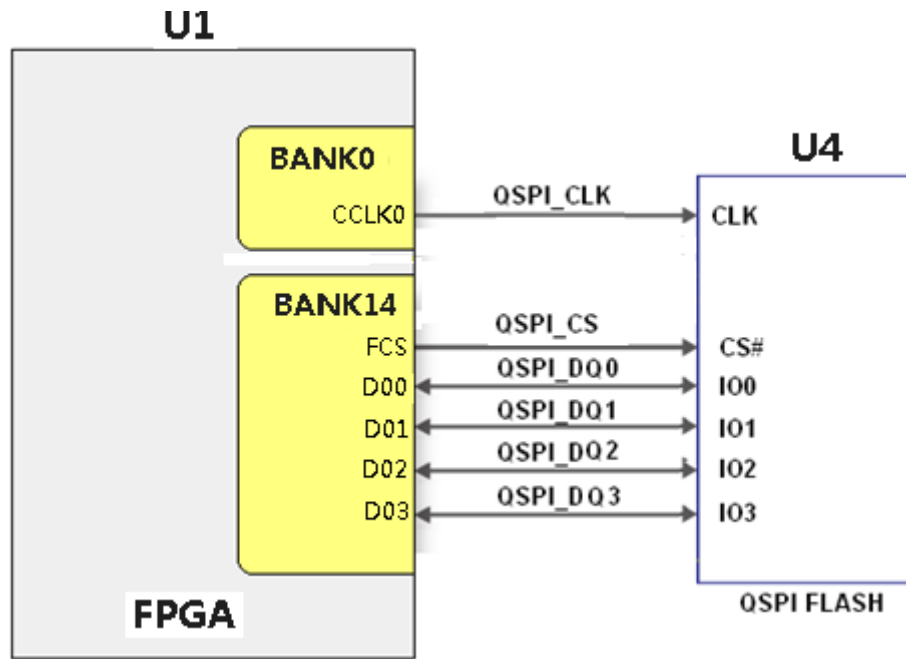 U1
U4
BANK0
CCLK0
QSPI_CLK
CLK
BANK14
FCS
QSPI_CS
CS#
D00
QSPI_DQ0
IO0
D01
QSPI_DQ1
IO1
D02
QSPI_DQ2
IO2
D03
QSPI_DQ3
IO3
FPGA
QSPI FLASH